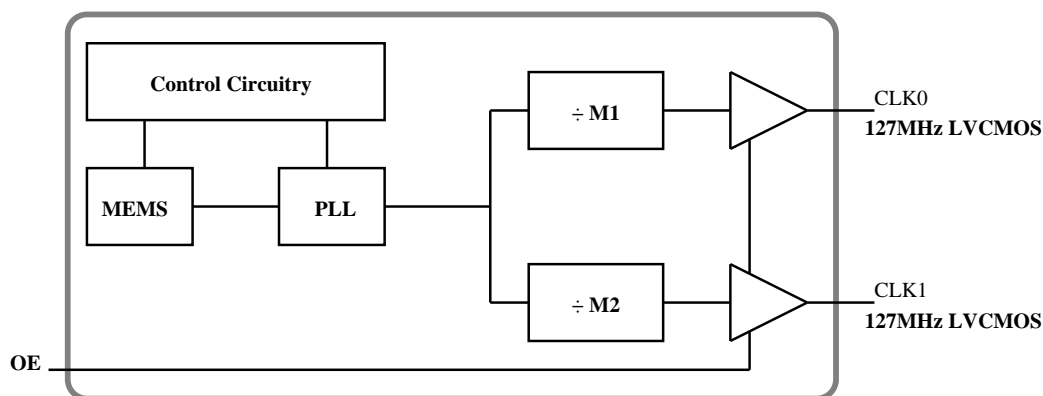 Control Circuitry
MEMS
PLL
÷ M1
÷ M2
CLK0
127MHz LVCMOS
CLK1
127MHz LVCMOS
OE